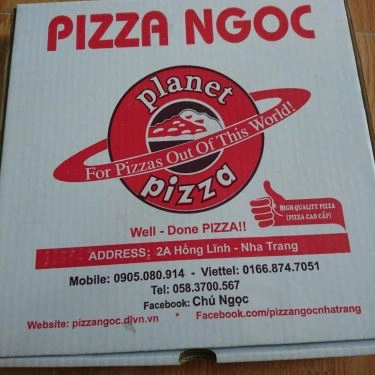 PIZZA NGOC
planet
For Pizzas Out Of This World!
pizza
HIGH QUALITY PIZZA
(PIZZA CAO CẤP)
Well - Done PIZZA!!
ADDRESS: 2A Hồng Lĩnh - Nha Trang
Mobile: 0905.080.914 - Viettel: 0166.874.7051
Tel: 058.3700.567
Facebook: Chú Ngọc
Website: pizzangoc.dlvn.vn * Facebook.com/pizzangocnhatrang